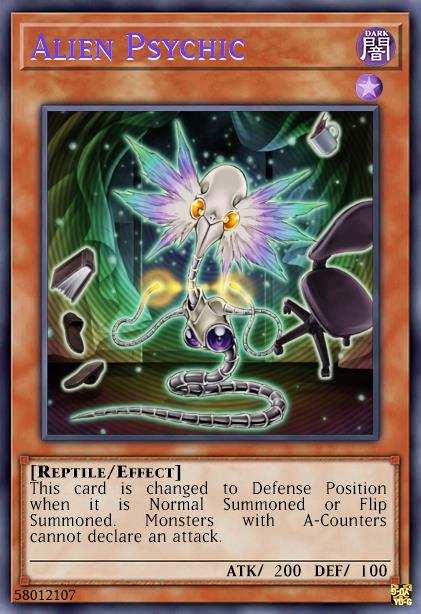 Alien Psychic
DARK
闇
[Reptile/Effect]
This card is changed to Defense Position
when it is Normal Summoned or Flip
Summoned. Monsters with A-Counters
cannot declare an attack.
ATK/ 200 DEF/ 100
58012107